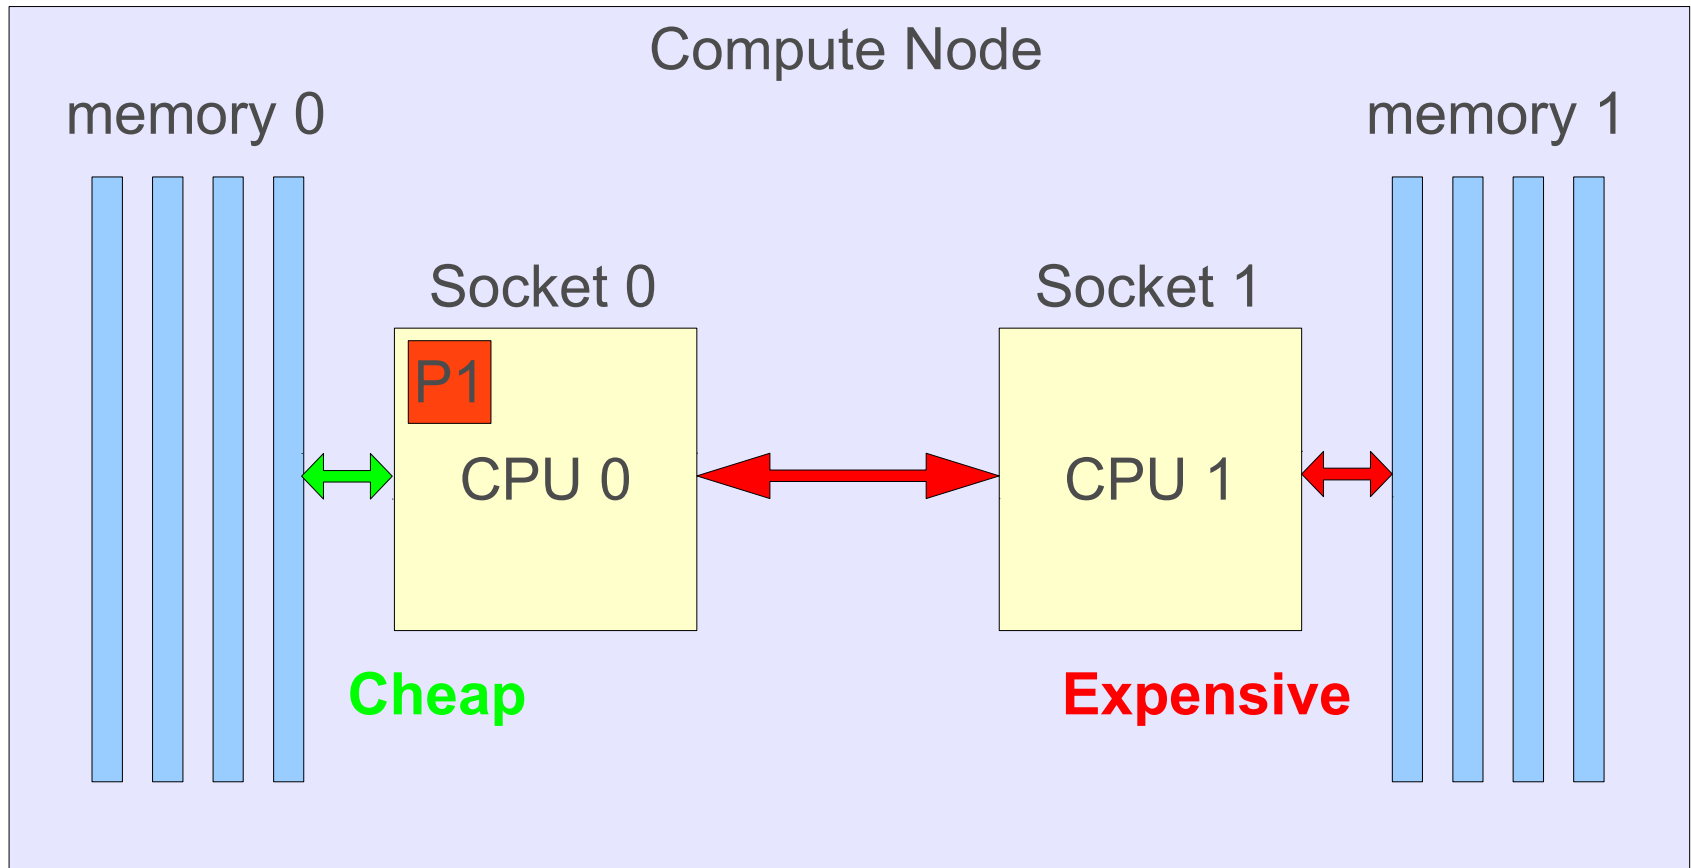 Compute Node
memory 0
memory 1
Socket 0
Socket 1
P1
CPU 0
CPU 1
Cheap
Expensive